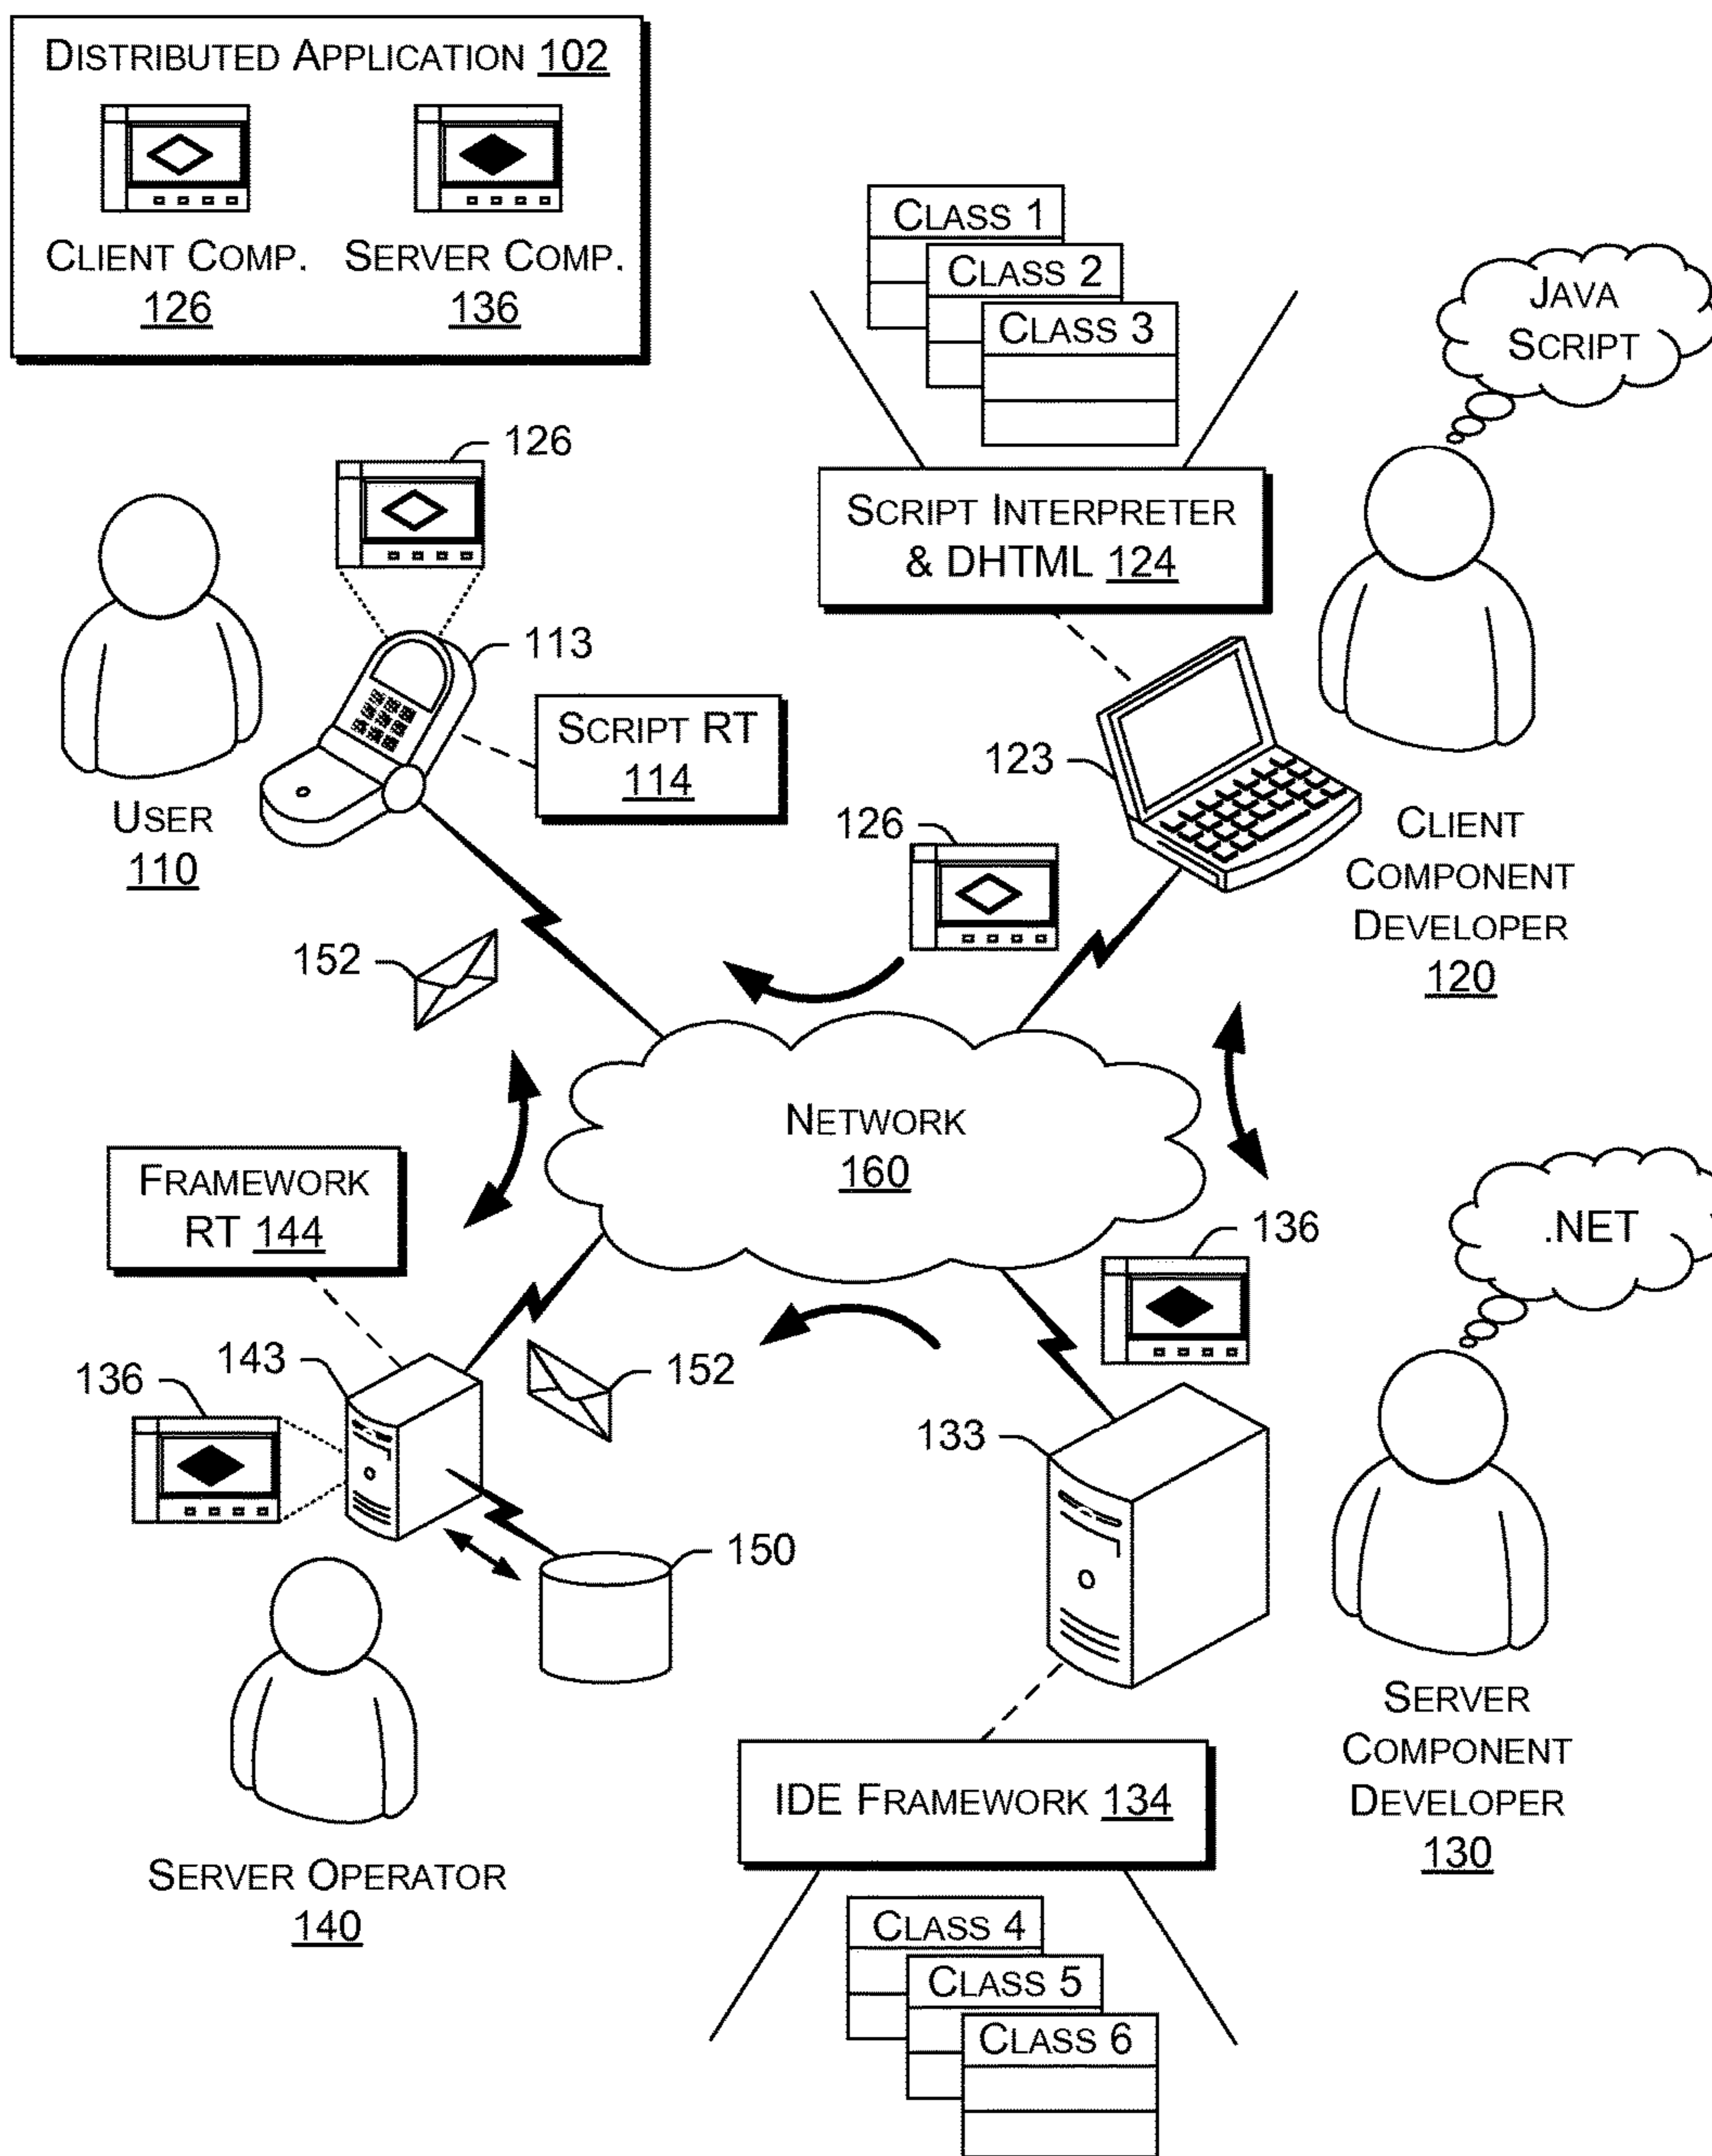 DISTRIBUTED APPLICATION 102
CLIENT COMP.
126
SERVER COMP.
136
CLASS 1
CLASS 2
CLASS 3
JAVA
SCRIPT
126
SCRIPT INTERPRETER
& DHTML 124
113
SCRIPT RT
114
123
USER
110
126
CLIENT
COMPONENT
DEVELOPER
120
152
NETWORK
160
FRAMEWORK
RT 144
.NET
136
143
136
152
133
150
SERVER
COMPONENT
DEVELOPER
130
IDE FRAMEWORK 134
SERVER OPERATOR
140
CLASS 4
CLASS 5
CLASS 6